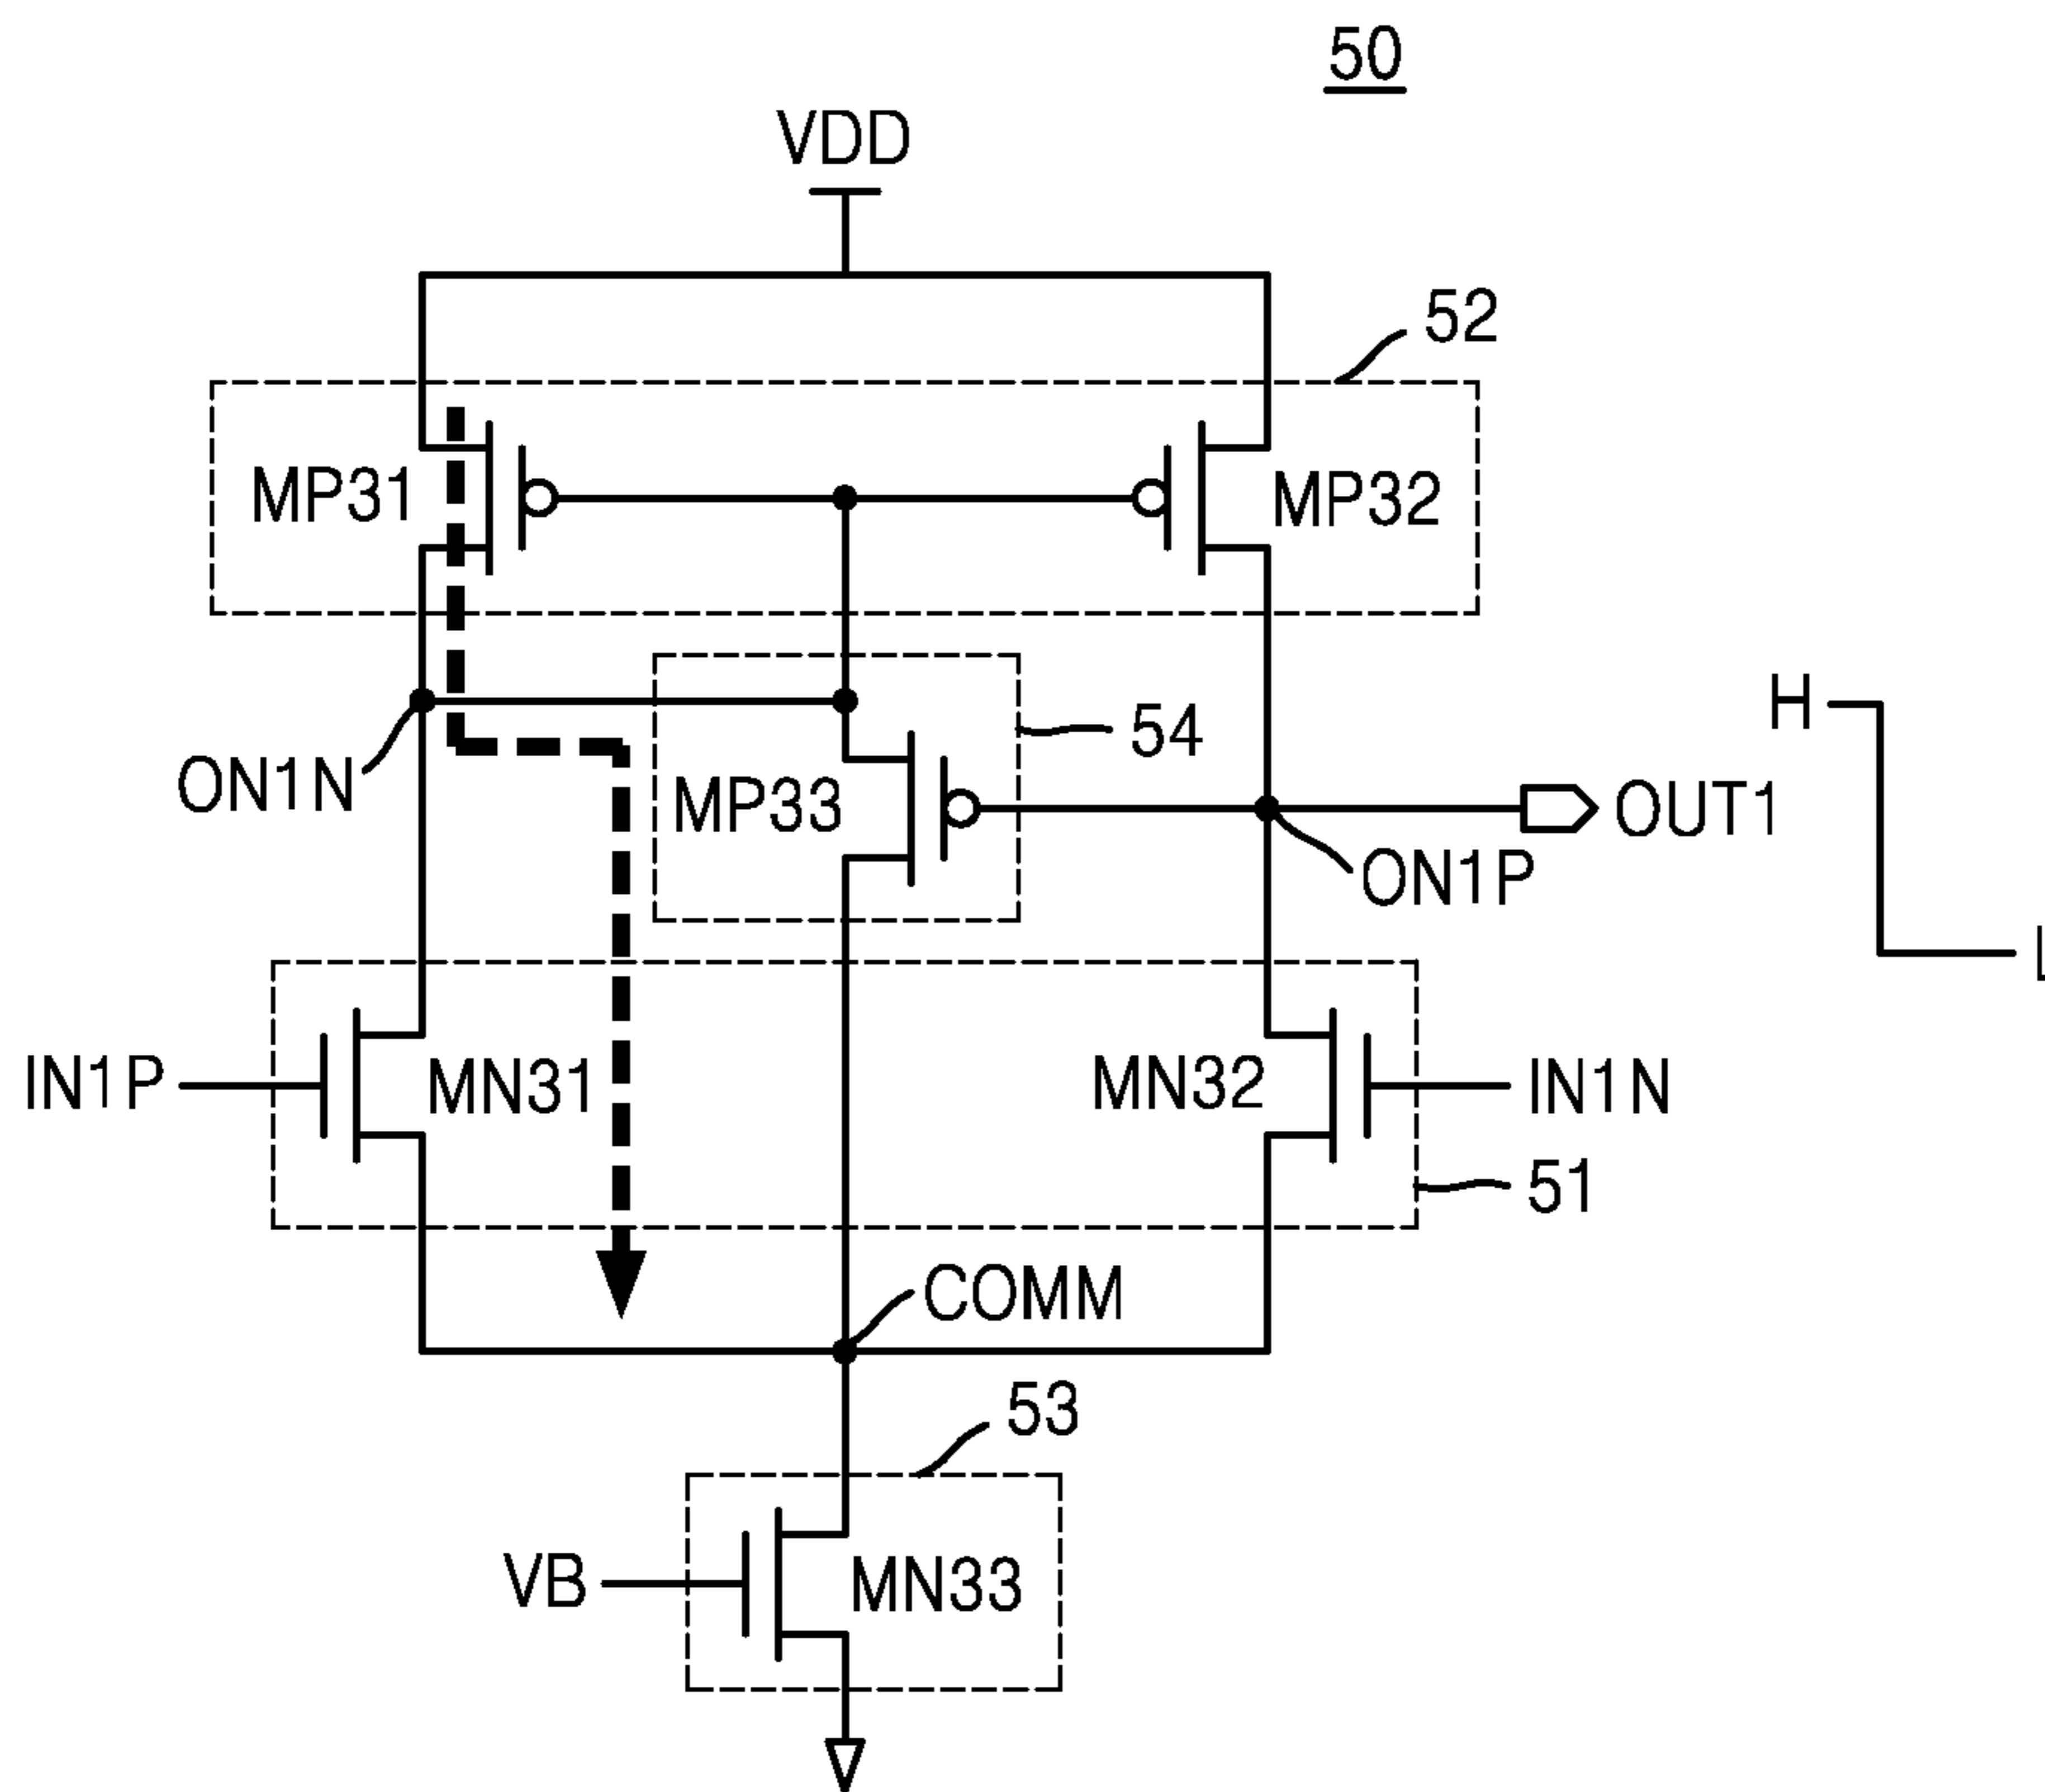 50
VDD
52
MP31
MP32
H
54
ON1N
MP33
OUT1
ON1P
L
IN1P
MN31
MN32
IN1N
51
COMM
53
VB
MN33